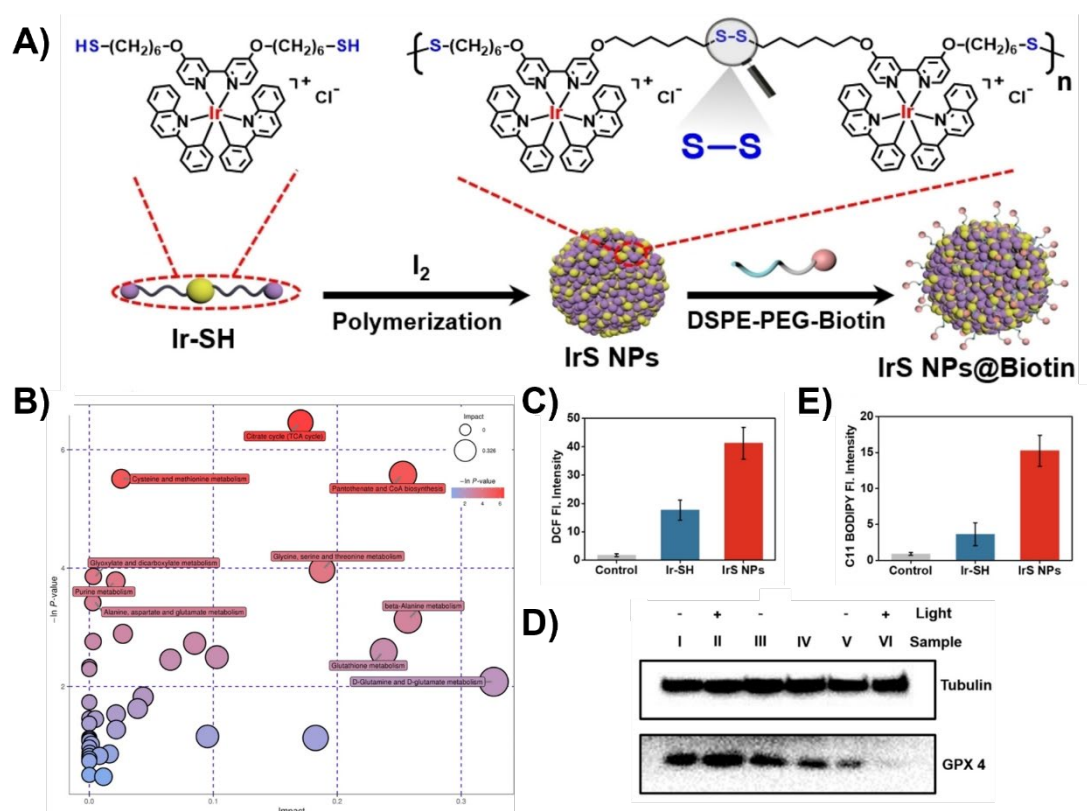 A)
HS-(CH₂)₆-O
O-(CH₂)₆-SH
N N
Ir
N N
⌉+ Cl⁻
S-(CH₂)₆-O
O
S-S
O
O-(CH₂)₆-S
n
N N
Ir
N N
⌉+ Cl⁻
S-S
N N
Ir
N N
⌉+ Cl⁻
Ir-SH
I₂
Polymerization
IrS NPs
DSPE-PEG-Biotin
IrS NPs@Biotin
B)
−ln P-value
6
4
2
0.0 0.1 0.2 0.3
Impact
Citrate cycle (TCA cycle)
Cysteine and methionine metabolism
Pantothenate and CoA biosynthesis
Glycine, serine and threonine metabolism
Glyoxylate and dicarboxylate metabolism
Purine metabolism
Alanine, aspartate and glutamate metabolism
beta-Alanine metabolism
Glutathione metabolism
D-Glutamine and D-glutamate metabolism
Impact
0
0.328
−ln P-value
2 4 6
C)
DCF Fl. Intensity
50
40
30
20
10
0
Control Ir-SH IrS NPs
E)
C11 BODIPY Fl. Intensity
20
15
10
5
0
Control Ir-SH IrS NPs
D)
- + - - + Light
I II III IV V VI Sample
Tubulin
GPX 4